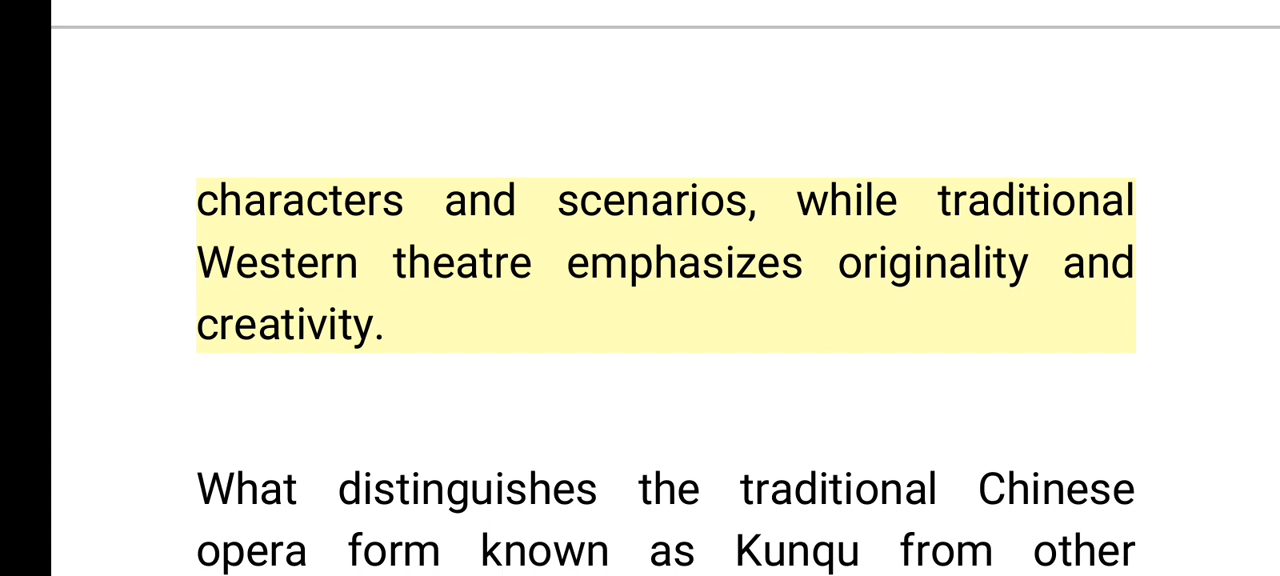 characters and scenarios, while traditional
Western theatre emphasizes originality and
creativity.
What distinguishes the traditional Chinese
opera form known as Kunqu from other